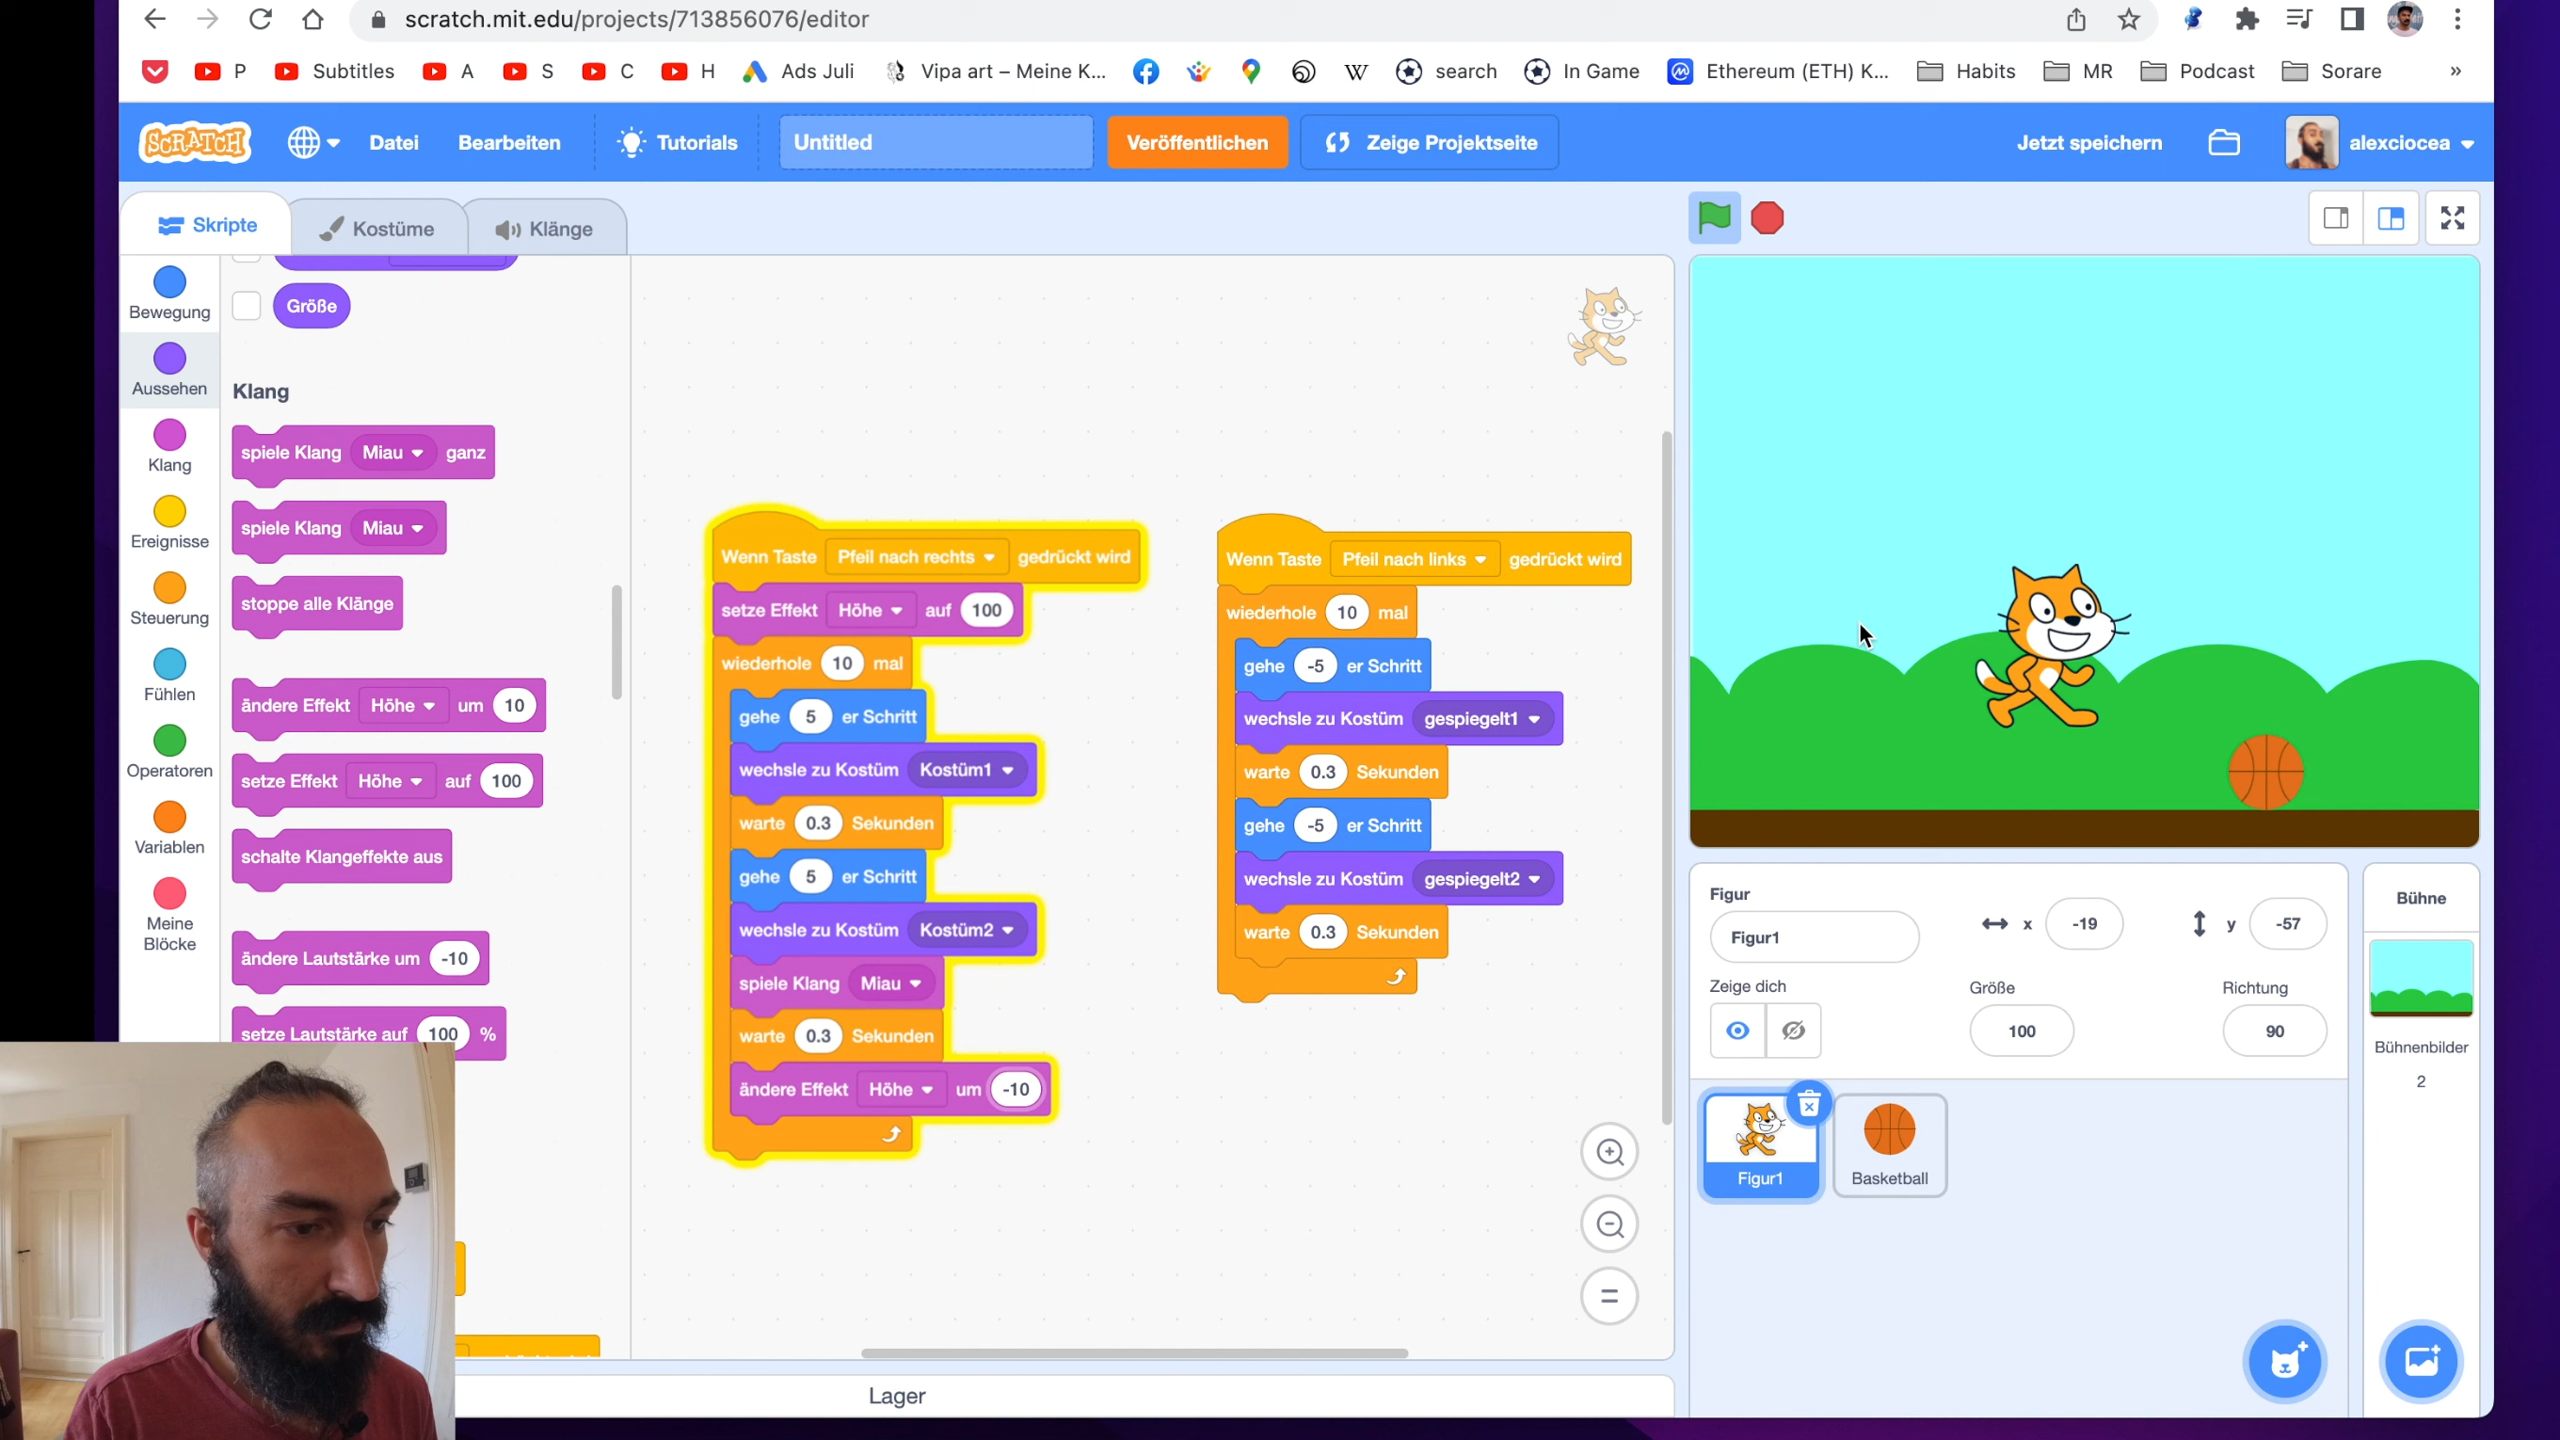 scratch.mit.edu/projects/713856076/editor
P
Subtitles
A
S
C
H
Ads Juli
Vipa art – Meine K...
W
search
In Game
Ethereum (ETH) K...
Habits
MR
Podcast
Sorare
»
SCRATCH
Datei
Bearbeiten
Tutorials
Untitled
Veröffentlichen
Zeige Projektseite
Jetzt speichern
alexciocea
Skripte
Kostüme
Klänge
Bewegung
Aussehen
Klang
Ereignisse
Steuerung
Fühlen
Operatoren
Variablen
Meine
Blöcke
Größe
Klang
spiele Klang Miau ganz
spiele Klang Miau
stoppe alle Klänge
ändere Effekt Höhe um 10
setze Effekt Höhe auf 100
schalte Klangeffekte aus
ändere Lautstärke um -10
setze Lautstärke auf 100 %
Wenn Taste Pfeil nach rechts gedrückt wird
setze Effekt Höhe auf 100
wiederhole 10 mal
gehe 5 er Schritt
wechsle zu Kostüm Kostüm1
warte 0.3 Sekunden
gehe 5 er Schritt
wechsle zu Kostüm Kostüm2
spiele Klang Miau
warte 0.3 Sekunden
ändere Effekt Höhe um -10
Wenn Taste Pfeil nach links gedrückt wird
wiederhole 10 mal
gehe -5 er Schritt
wechsle zu Kostüm gespiegelt1
warte 0.3 Sekunden
gehe -5 er Schritt
wechsle zu Kostüm gespiegelt2
warte 0.3 Sekunden
Lager
Figur
Figur1
x -19
y -57
Zeige dich
Größe
100
Richtung
90
Figur1
Basketball
Bühne
Bühnenbilder
2